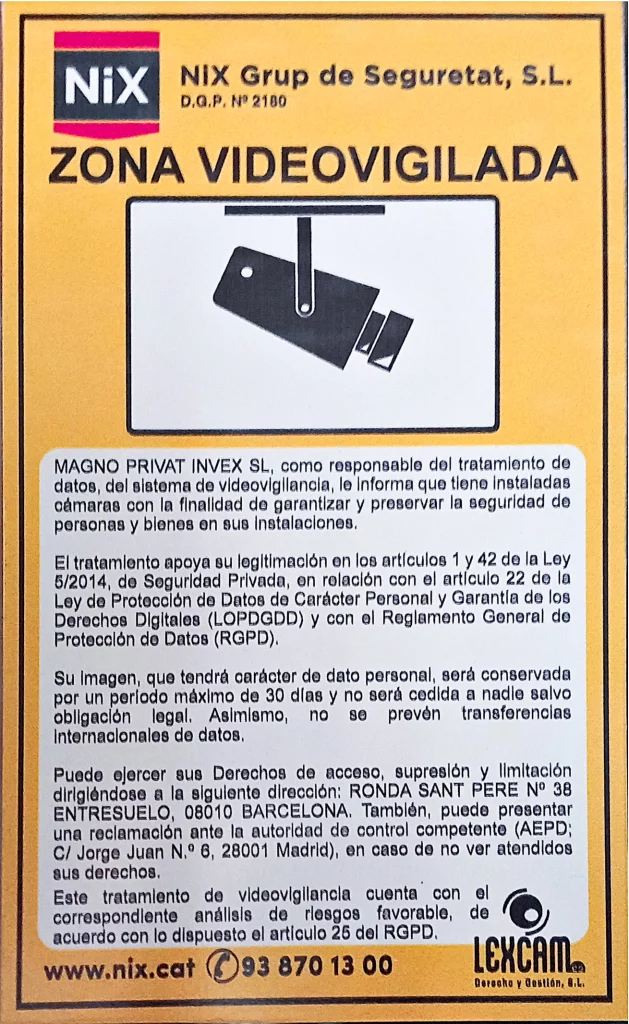 NiX
NIX Grup de Seguretat, S.L.
D.G.P. Nº 2180
ZONA VIDEOVIGILADA
MAGNO PRIVAT INVEX SL, como responsable del tratamiento de
datos, del sistema de videovigilancia, le informa que tiene instaladas
cámaras con la finalidad de garantizar y preservar la seguridad de
personas y bienes en sus instalaciones.
El tratamiento apoya su legitimación en los artículos 1 y 42 de la Ley
5/2014, de Seguridad Privada, en relación con el artículo 22 de la
Ley de Protección de Datos de Carácter Personal y Garantía de los
Derechos Digitales (LOPDGDD) y con el Reglamento General de
Protección de Datos (RGPD).
Su imagen, que tendrá carácter de dato personal, será conservada
por un período máximo de 30 días y no será cedida a nadie salvo
obligación legal. Asimismo, no se prevén transferencias
internacionales de datos.
Puede ejercer sus Derechos de acceso, supresión y limitación
dirigiéndose a la siguiente dirección: RONDA SANT PERE Nº 38
ENTRESUELO, 08010 BARCELONA. También, puede presentar
una reclamación ante la autoridad de control competente (AEPD;
C/ Jorge Juan N.º 6, 28001 Madrid), en caso de no ver atendidos
sus derechos.
Este tratamiento de videovigilancia cuenta con el
correspondiente análisis de riesgos favorable, de
acuerdo con lo dispuesto el artículo 25 del RGPD.
LEXCAM
Derecho y Gestión, S.L.
www.nix.cat 93 870 13 00